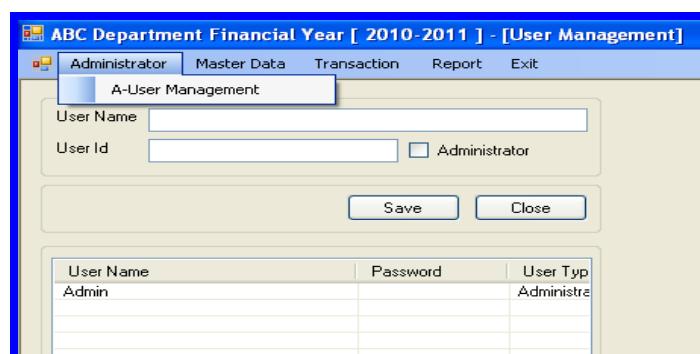 ABC Department Financial Year [ 2010-2011 ] - [User Management]
Administrator Master Data Transaction Report Exit
A-User Management
User Name
User Id Administrator
Save Close
User Name Password User Typ
Admin Administra